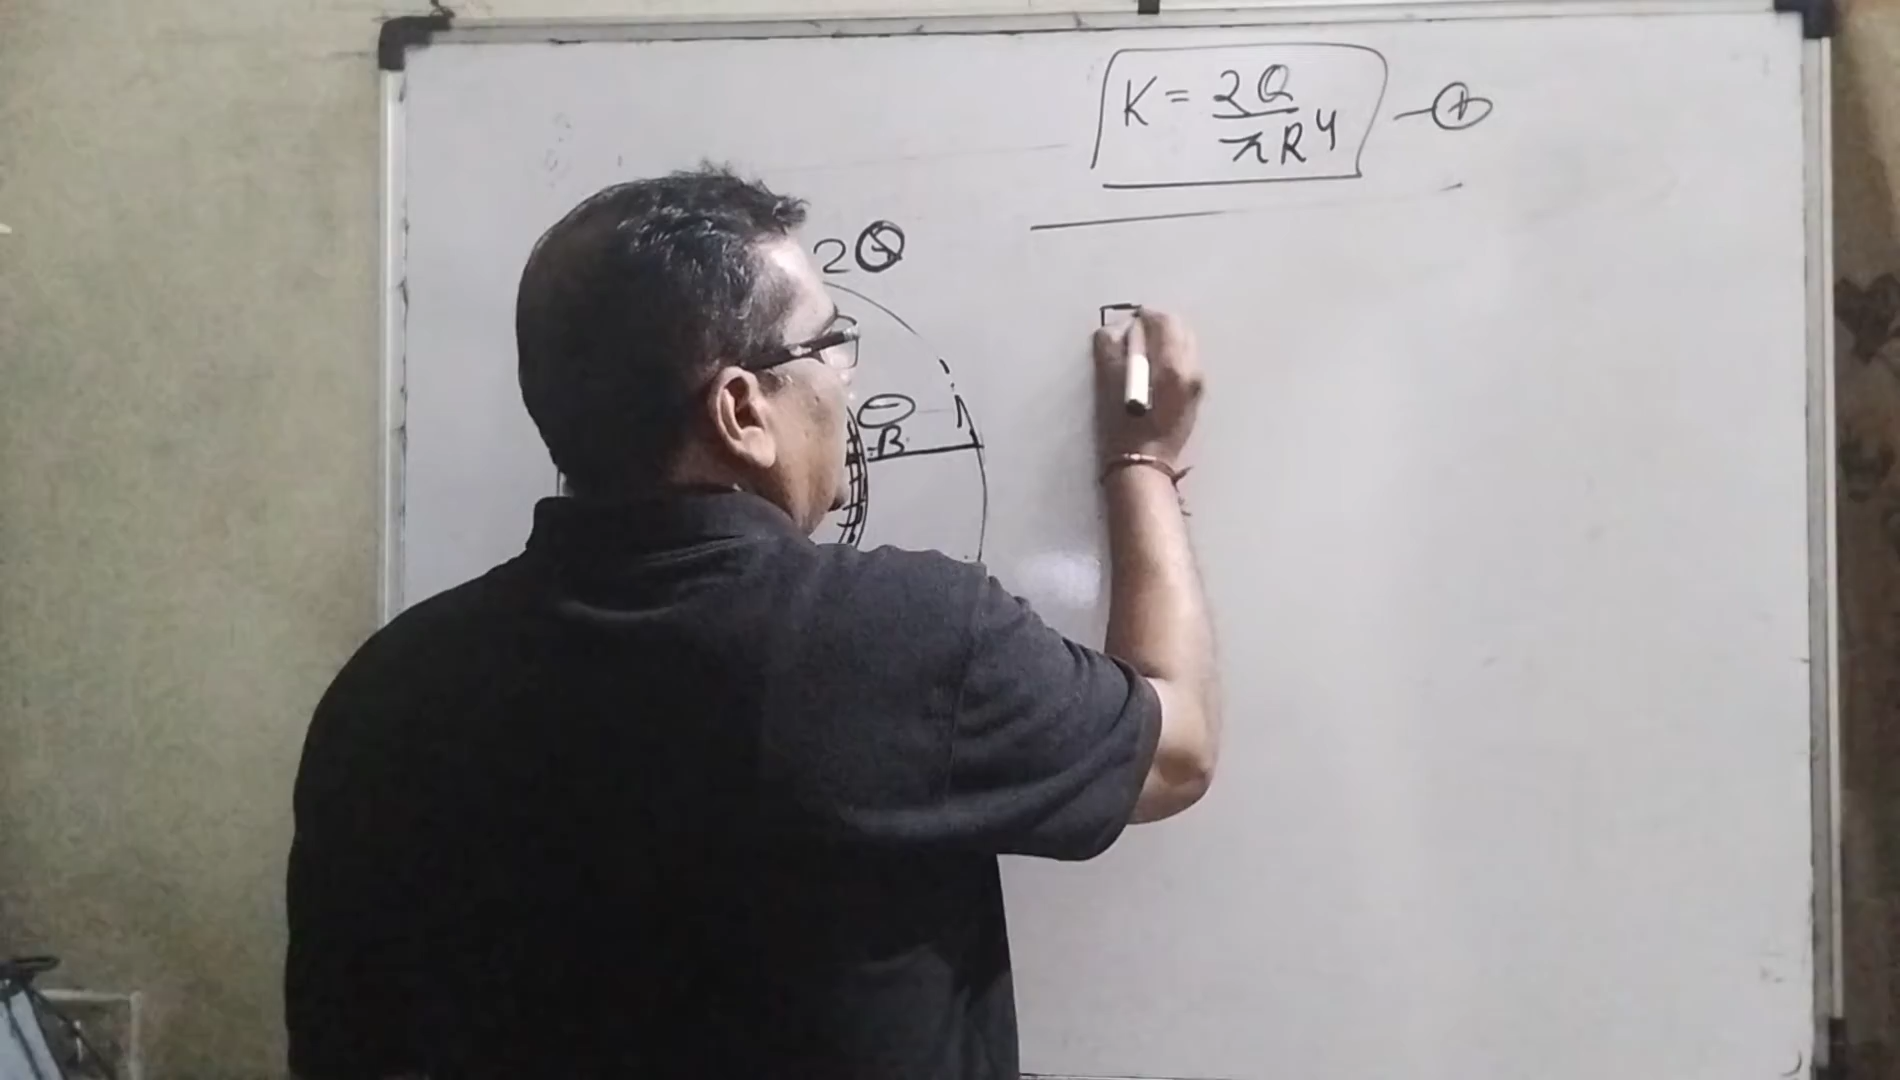 K = 2Q / πR4 — (1)
2Q
B